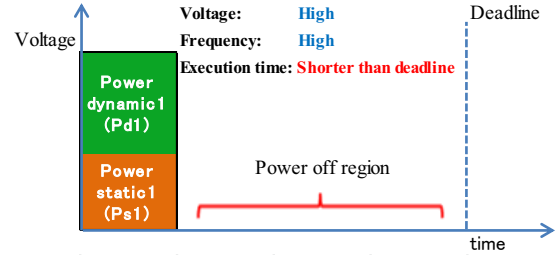 Voltage: High
Deadline
Voltage
Frequency: High
Execution time: Shorter than deadline
Power
dynamic1
(Pd1)
Power
static1
(Ps1)
Power off region
time